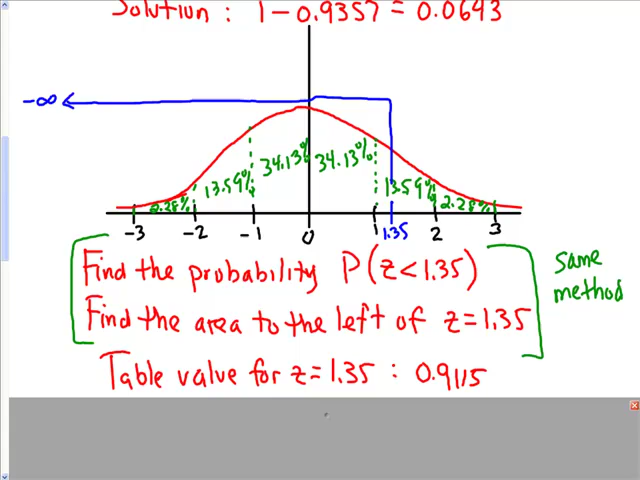 Solution : 1 - 0.9357 = 0.0643
-∞
34.13% 34.13%
13.59% 13.59%
2.28% 2.28%
-3 -2 -1 0 1 1.35 2 3
Find the probability P(z < 1.35)
Find the area to the left of z = 1.35
same
method
Table value for z = 1.35 : 0.9115